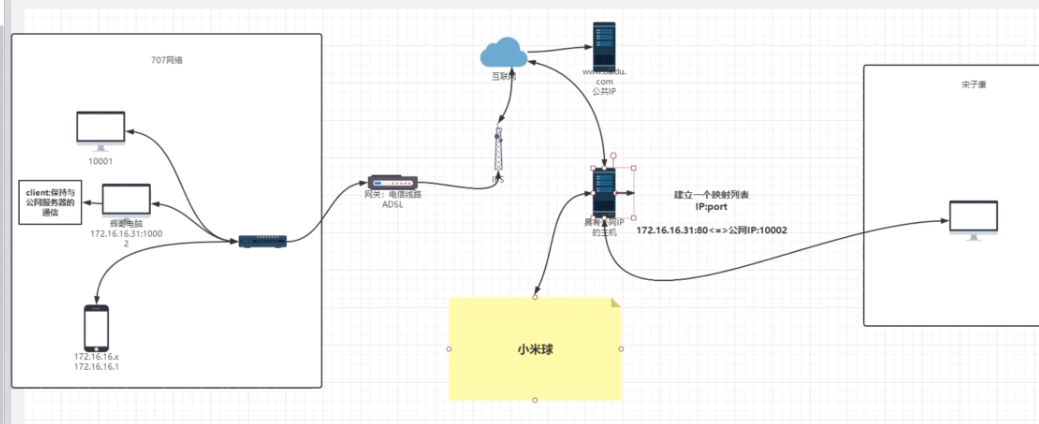 707网络
10001
client:保持与
公网服务器的
通信
辉哥电脑
172.16.16.31:1000
2
172.16.16.x
172.16.16.1
网关：电信线路
ADSL
互联网
www.baidu.
com
公共IP
具有公网IP
的主机
建立一个映射列表
IP:port
172.16.16.31:80<=>公网IP:10002
小米球
宋子康